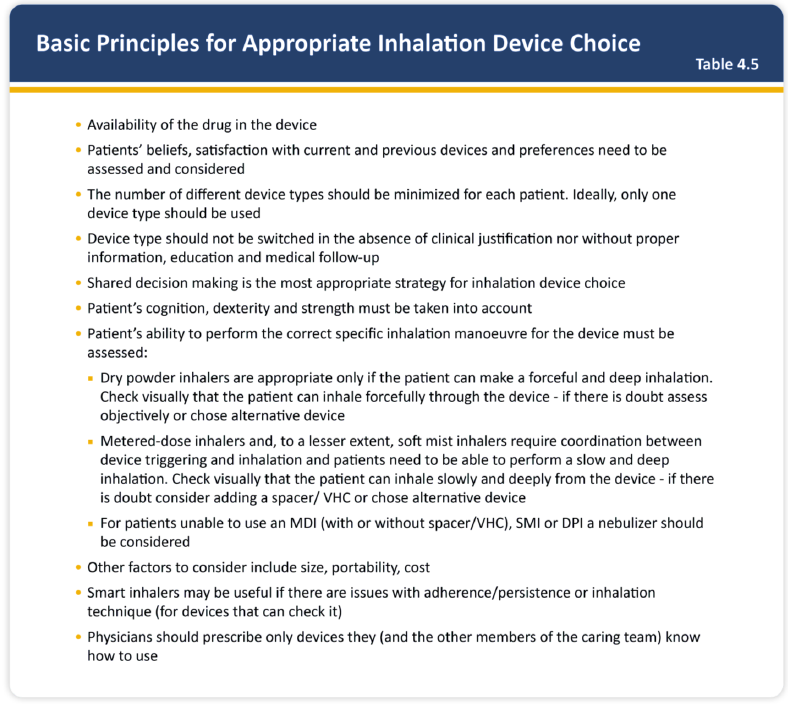 Basic Principles for Appropriate Inhalation Device Choice
Table 4.5
• Availability of the drug in the device
• Patients’ beliefs, satisfaction with current and previous devices and preferences need to be
assessed and considered
• The number of different device types should be minimized for each patient. Ideally, only one
device type should be used
• Device type should not be switched in the absence of clinical justification nor without proper
information, education and medical follow-up
• Shared decision making is the most appropriate strategy for inhalation device choice
• Patient’s cognition, dexterity and strength must be taken into account
• Patient’s ability to perform the correct specific inhalation manoeuvre for the device must be
assessed:
▪ Dry powder inhalers are appropriate only if the patient can make a forceful and deep inhalation.
Check visually that the patient can inhale forcefully through the device - if there is doubt assess
objectively or chose alternative device
▪ Metered-dose inhalers and, to a lesser extent, soft mist inhalers require coordination between
device triggering and inhalation and patients need to be able to perform a slow and deep
inhalation. Check visually that the patient can inhale slowly and deeply from the device - if there
is doubt consider adding a spacer/ VHC or chose alternative device
▪ For patients unable to use an MDI (with or without spacer/VHC), SMI or DPI a nebulizer should
be considered
• Other factors to consider include size, portability, cost
• Smart inhalers may be useful if there are issues with adherence/persistence or inhalation
technique (for devices that can check it)
• Physicians should prescribe only devices they (and the other members of the caring team) know
how to use